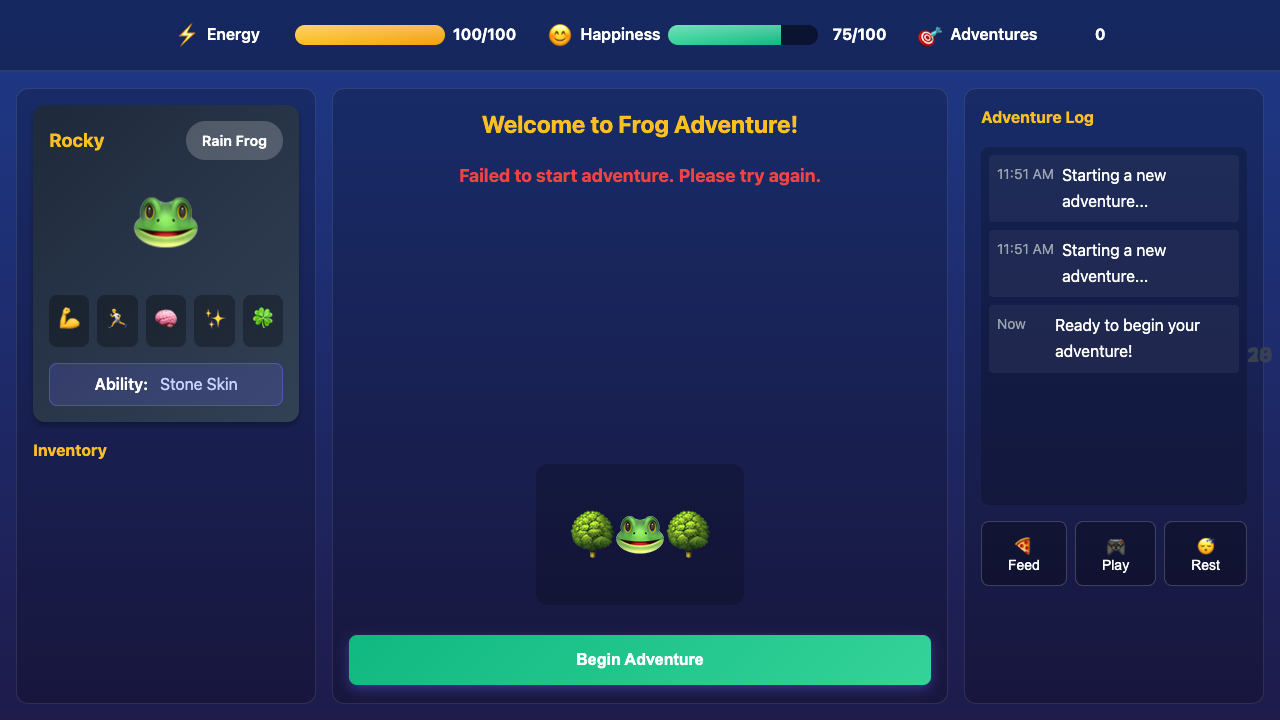 Energy 100/100 Happiness 75/100 Adventures 0
Rocky
Rain Frog
Ability: Stone Skin
Inventory
Welcome to Frog Adventure!
Failed to start adventure. Please try again.
Begin Adventure
Adventure Log
11:51 AM Starting a new
adventure...
11:51 AM Starting a new
adventure...
Now Ready to begin your
adventure!
28
Feed Play Rest